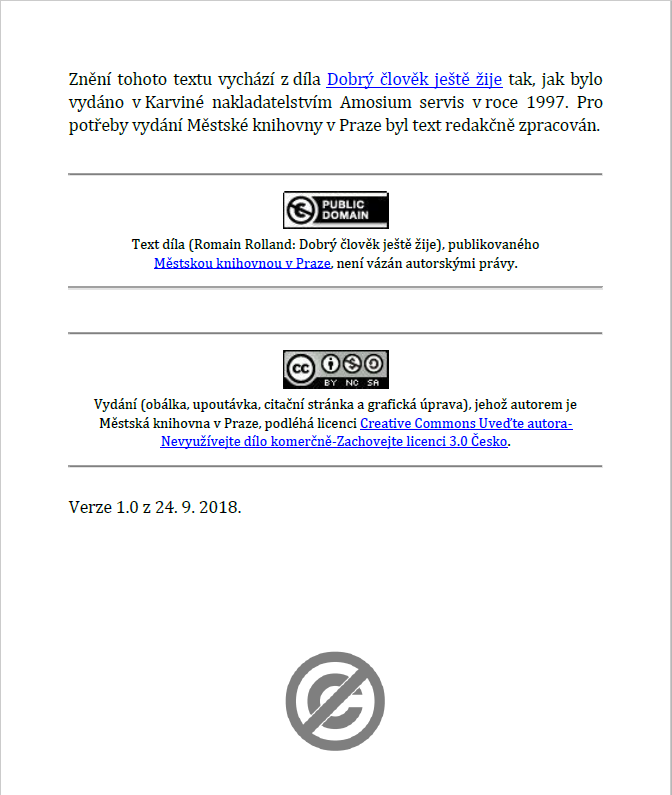 Znění tohoto textu vychází z díla Dobrý člověk ještě žije tak, jak bylo
vydáno v Karviné nakladatelstvím Amosium servis v roce 1997. Pro
potřeby vydání Městské knihovny v Praze byl text redakčně zpracován.
PUBLIC
DOMAIN
Text díla (Romain Rolland: Dobrý člověk ještě žije), publikovaného
Městskou knihovnou v Praze, není vázán autorskými právy.
cc
BY NC SA
Vydání (obálka, upoutávka, citační stránka a grafická úprava), jehož autorem je
Městská knihovna v Praze, podléhá licenci Creative Commons Uveďte autora-
Nevyužívejte dílo komerčně-Zachovejte licenci 3.0 Česko.
Verze 1.0 z 24. 9. 2018.